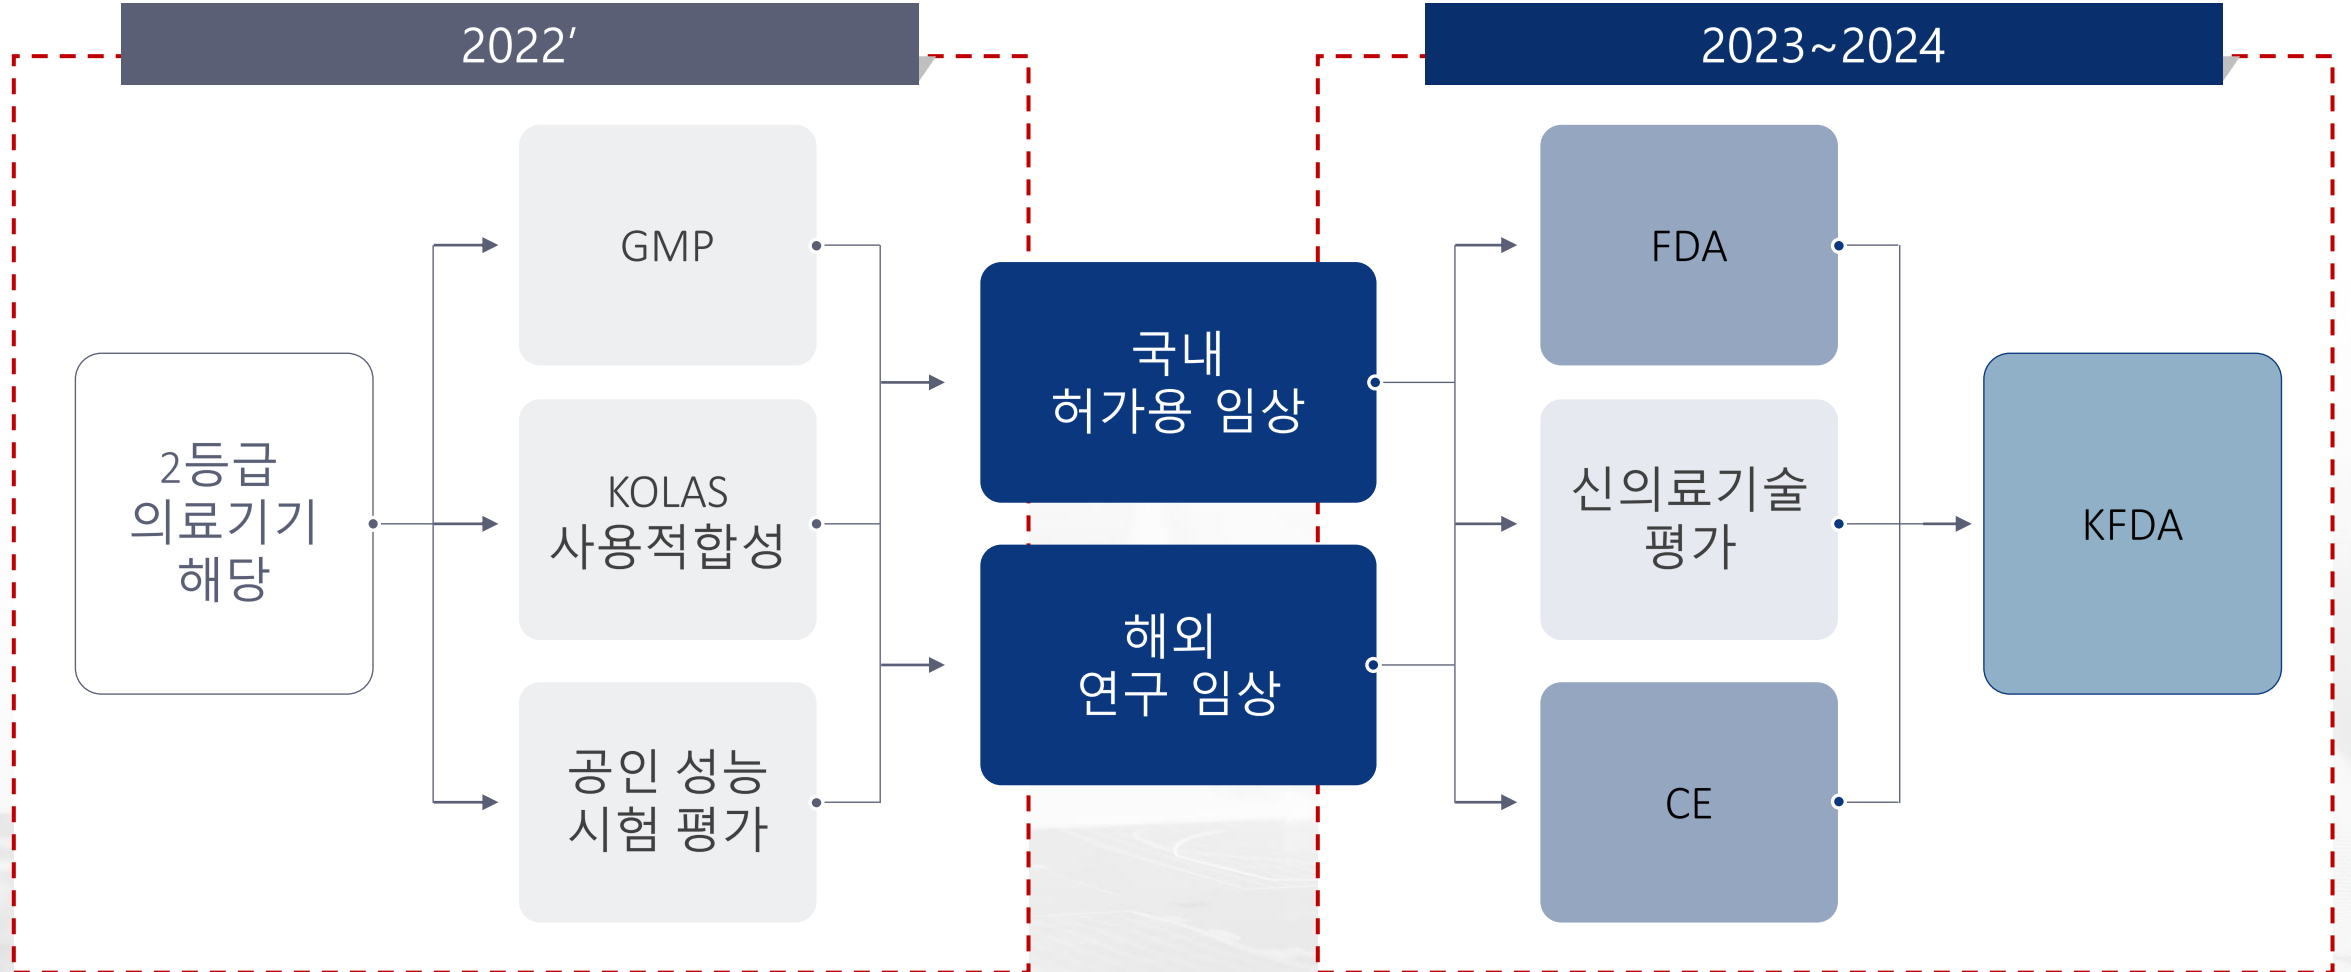 2022’
2023~2024
2등급
의료기기
해당
GMP
KOLAS
사용적합성
공인 성능
시험 평가
국내
허가용 임상
해외
연구 임상
FDA
신의료기술
평가
CE
KFDA